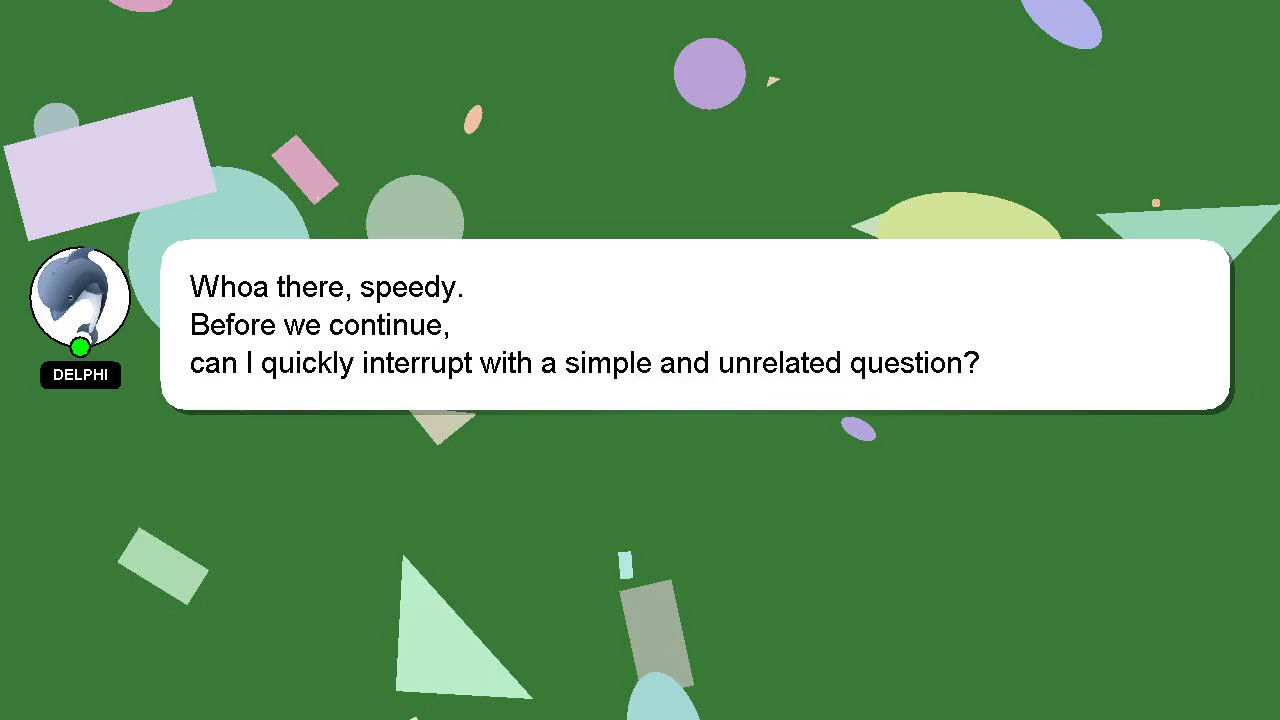 Whoa there, speedy.
Before we continue,
can I quickly interrupt with a simple and unrelated question?
DELPHI